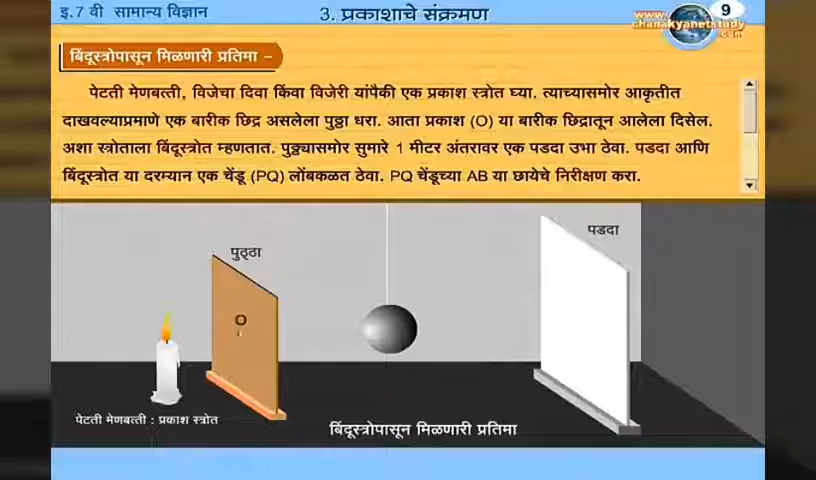 इ.7 वी सामान्य विज्ञान
3. प्रकाशाचे संक्रमण
9
www.
chanakyanetstudy
.com
बिंदूस्त्रोपासून मिळणारी प्रतिमा –
पेटती मेणबत्ती, विजेचा दिवा किंवा विजेरी यांपैकी एक प्रकाश स्त्रोत घ्या. त्याच्यासमोर आकृतीत
दाखवल्याप्रमाणे एक बारीक छिद्र असलेला पुठ्ठा धरा. आता प्रकाश (O) या बारीक छिद्रातून आलेला दिसेल.
अशा स्त्रोताला बिंदूस्त्रोत म्हणतात. पुठ्ठ्यासमोर सुमारे 1 मीटर अंतरावर एक पडदा उभा ठेवा. पडदा आणि
बिंदूस्त्रोत या दरम्यान एक चेंडू (PQ) लोंबकळत ठेवा. PQ चेंडूच्या AB या छायेचे निरीक्षण करा.
पडदा
पुठ्ठा
O
पेटती मेणबत्ती : प्रकाश स्त्रोत
बिंदूस्त्रोपासून मिळणारी प्रतिमा